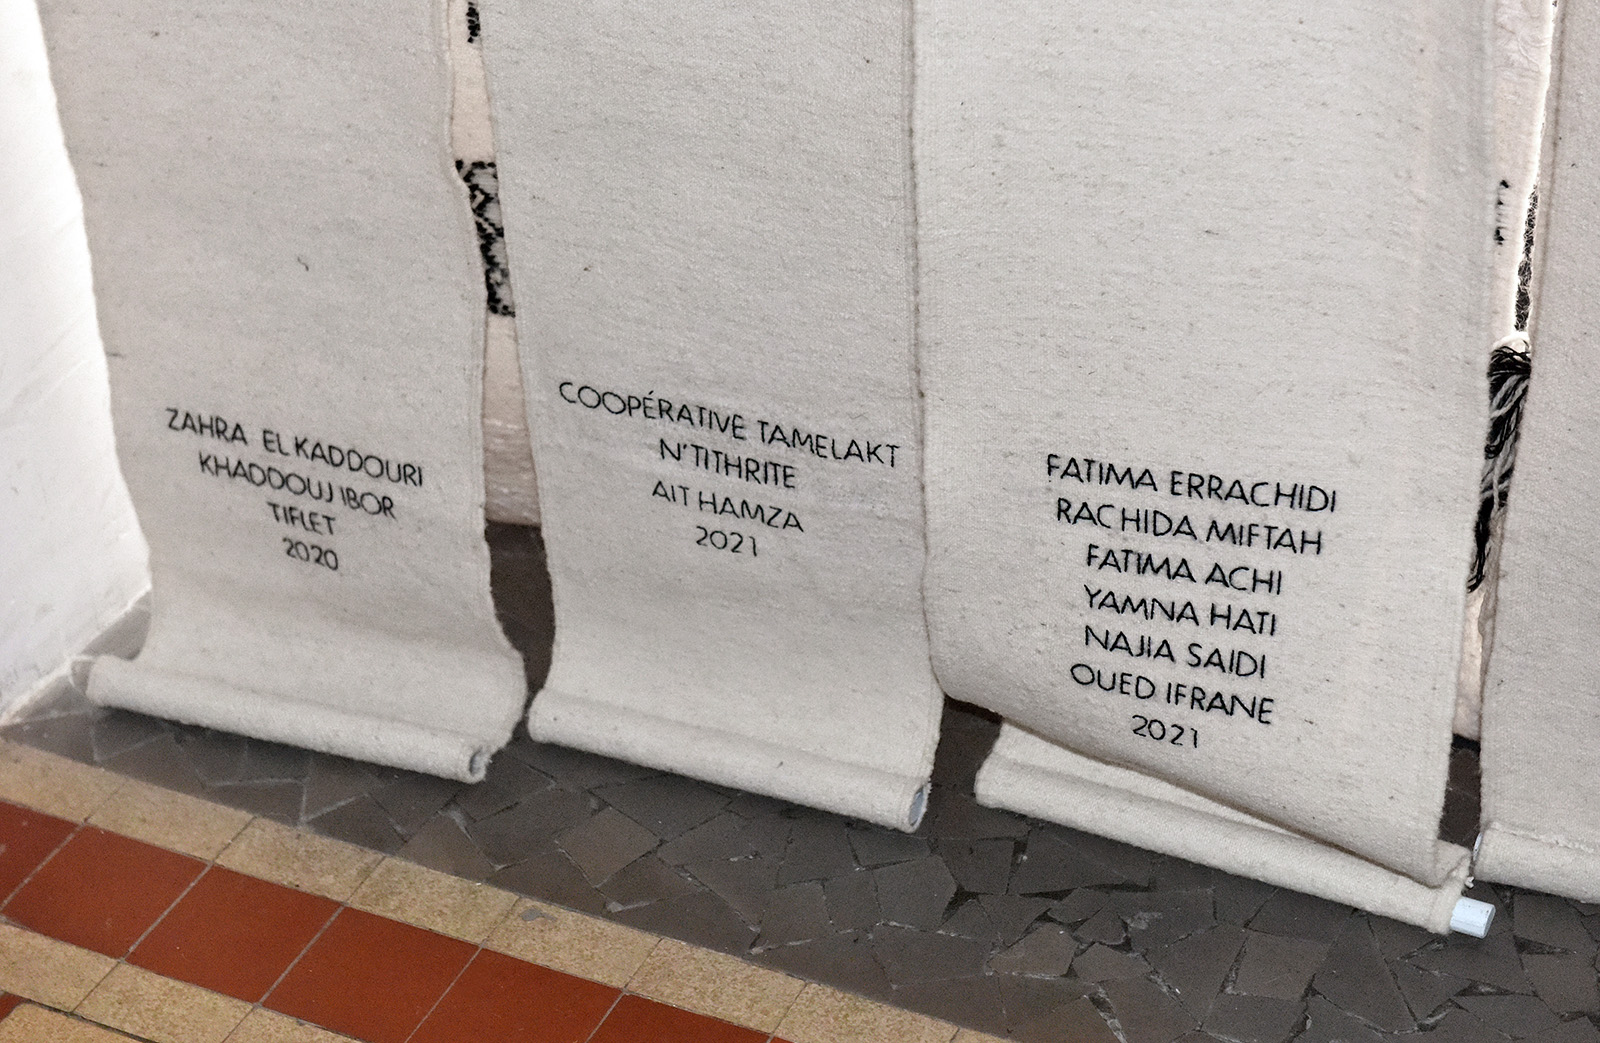 ZAHRA EL KADDOURI
KHADDOUJ IBOR
TIFLET
2020
COOPÉRATIVE TAMELAKT
N'TITHRITE
AIT HAMZA
2021
FATIMA ERRACHIDI
RACHIDA MIFTAH
FATIMA ACHI
YAMNA HATI
NAJIA SAIDI
OUED IFRANE
2021